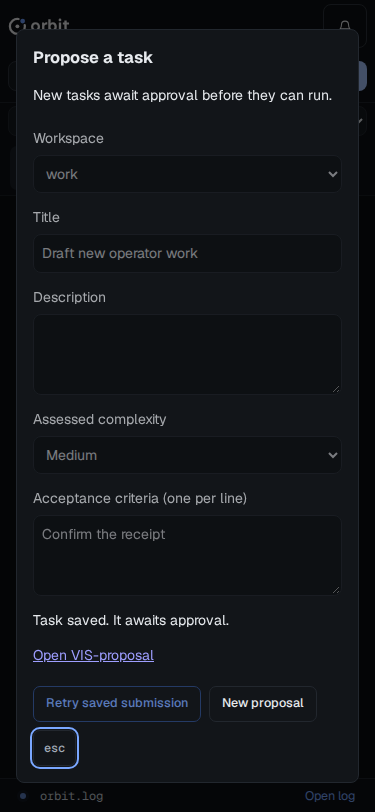 orbit
Propose a task
New tasks await approval before they can run.
Workspace
work
Title
Draft new operator work
Description
Assessed complexity
Medium
Acceptance criteria (one per line)
Confirm the receipt
Task saved. It awaits approval.
Open VIS-proposal
Retry saved submission New proposal
esc
orbit.log Open log